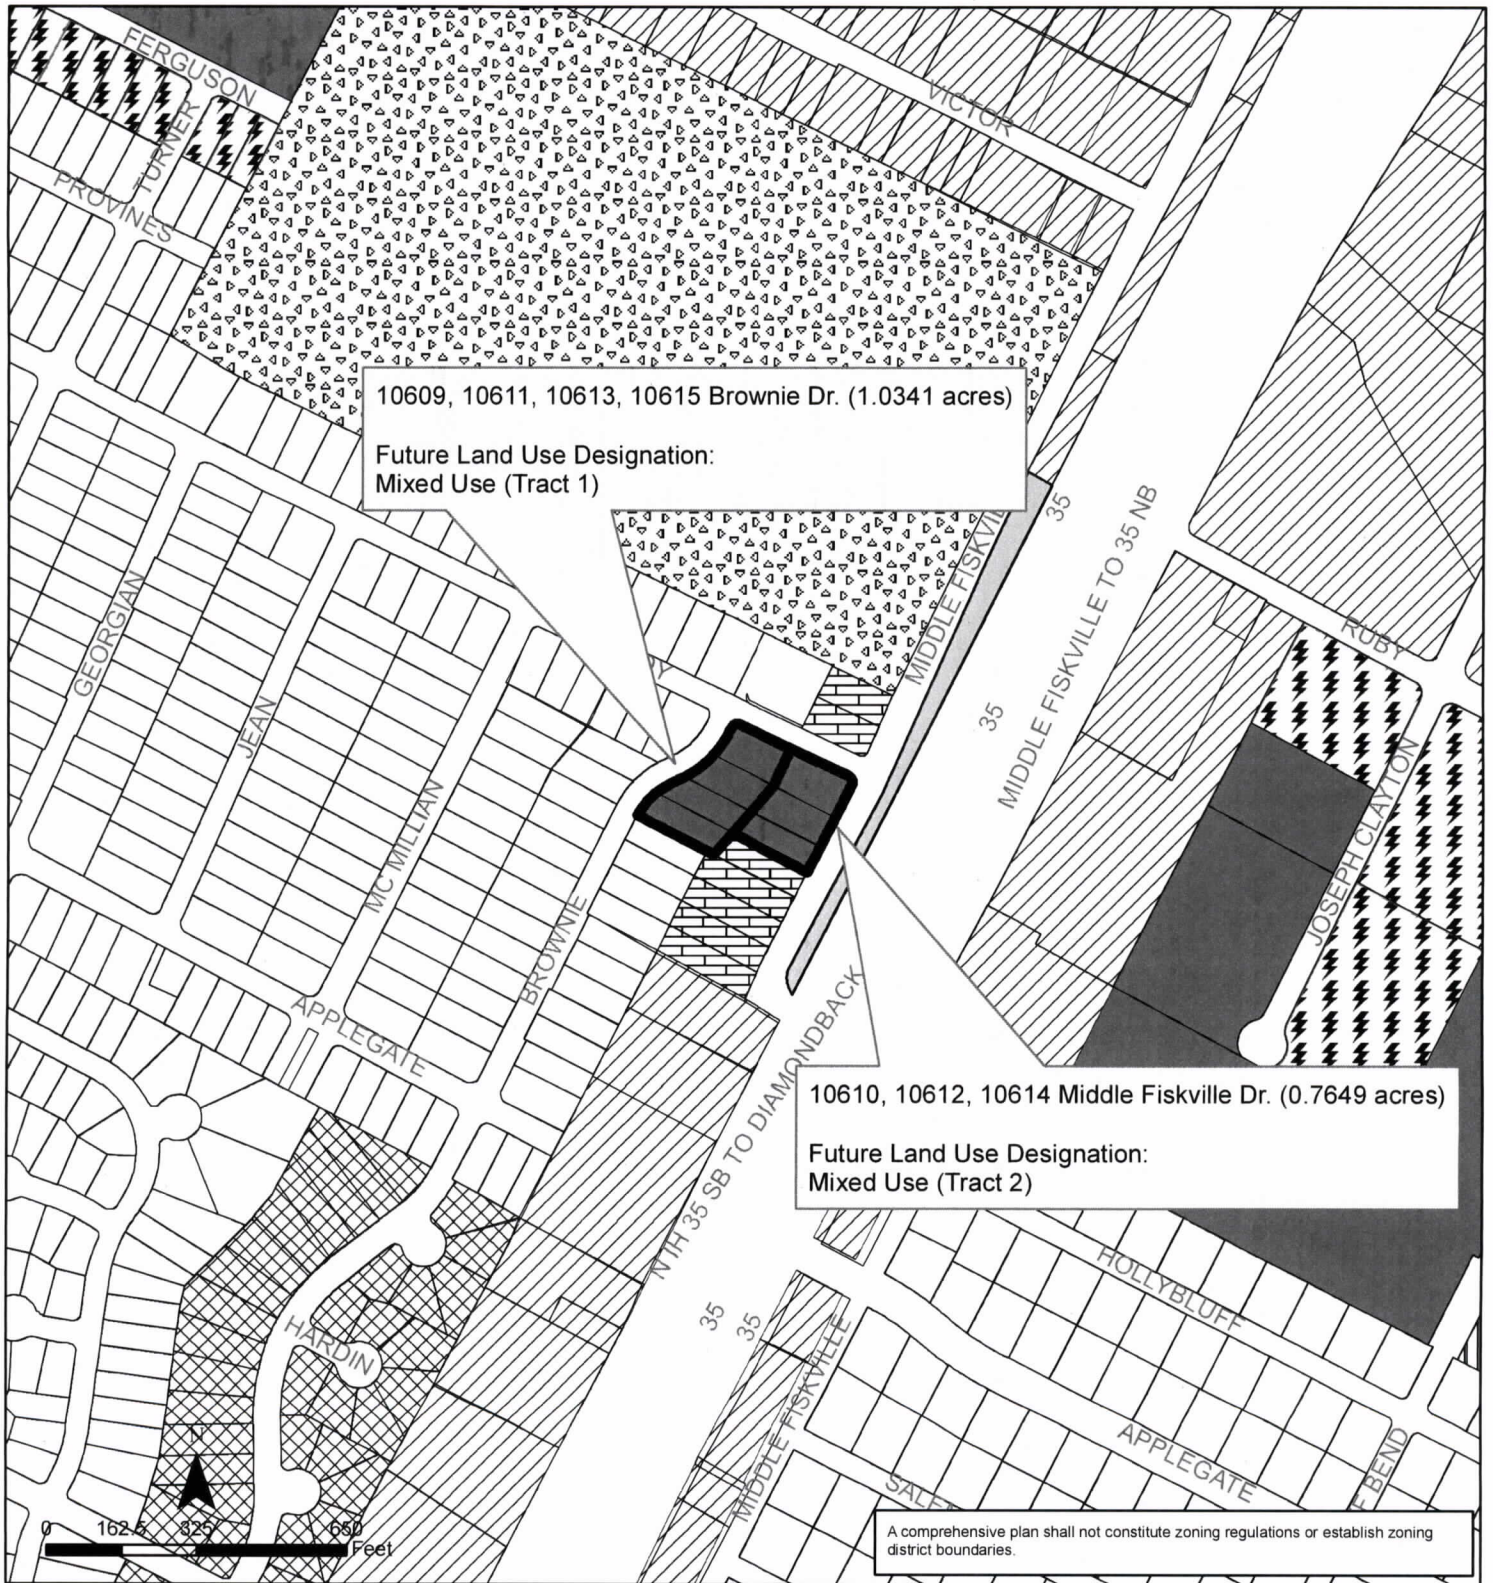 FERGUSON
TURNER
PROVINES
VICTOR
10609, 10611, 10613, 10615 Brownie Dr. (1.0341 acres)
Future Land Use Designation:
Mixed Use (Tract 1)
35
MIDDLE FISKVIL
MIDDLE FISKVILLE TO 35 NB
35
RUBY
GEORGIAN
JEAN
MC MILLIAN
BROWNIE
JOSEPH CLAYTON
APPLEGATE
N IH 35 SB TO DIAMONDBACK
10610, 10612, 10614 Middle Fiskville Dr. (0.7649 acres)
Future Land Use Designation:
Mixed Use (Tract 2)
HOLLYBLUFF
HARDIN
35
35
MIDDLE FISKVILLE
APPLEGATE
F BEND
N
0 162.5 325 650
Feet
A comprehensive plan shall not constitute zoning regulations or establish zoning
district boundaries.